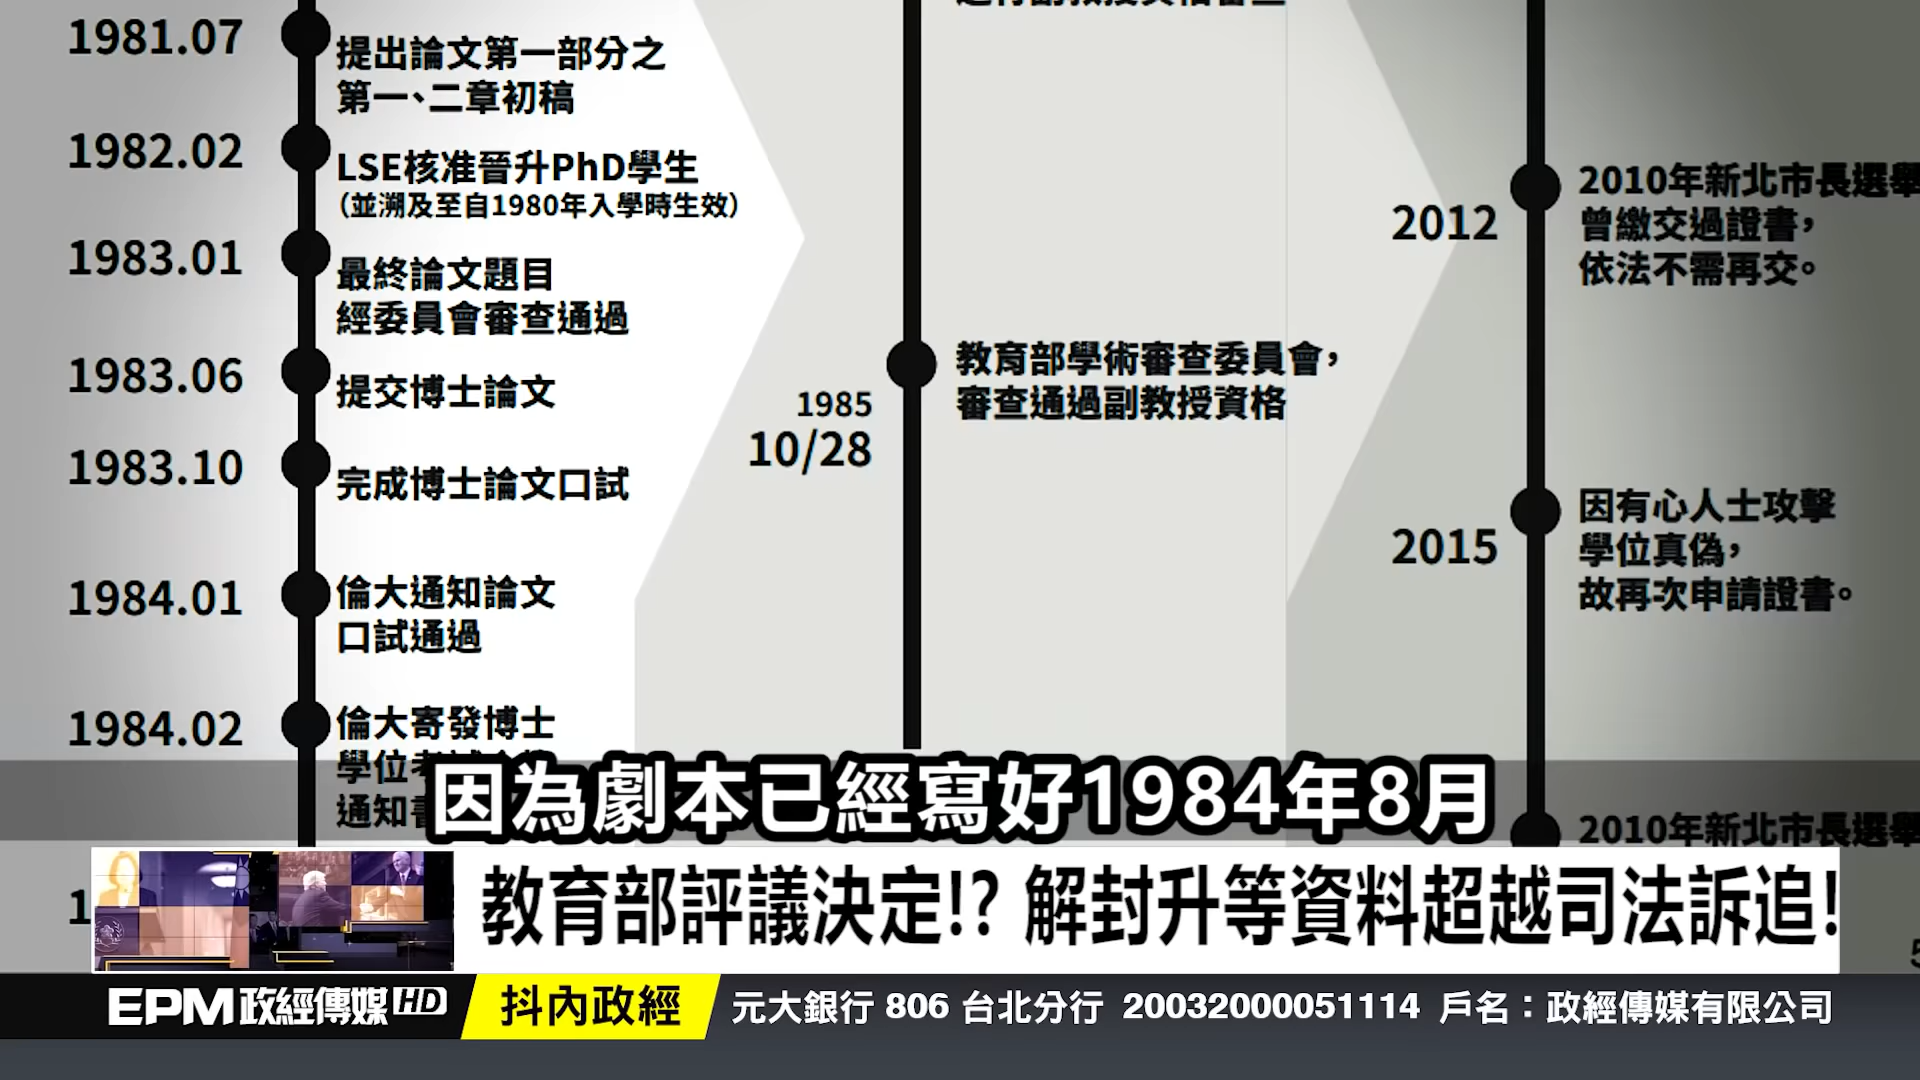 1981.07
提出論文第一部分之
第一、二章初稿
1982.02
LSE核准晉升PhD學生
（並溯及至自1980年入學時生效）
1983.01
最終論文題目
經委員會審查通過
1983.06
提交博士論文
1983.10
完成博士論文口試
1984.01
倫大通知論文
口試通過
1984.02
倫大寄發博士
學位
通知
1985
10/28
教育部學術審查委員會，
審查通過副教授資格
2012
2010年新北市長選舉
曾繳交過證書，
依法不需再交。
2015
因有心人士攻擊
學位真偽，
故再次申請證書。
2010年新北市長選舉
因為劇本已經寫好1984年8月
教育部評議決定!? 解封升等資料超越司法訴追!
EPM政經傳媒HD
抖內政經
元大銀行 806 台北分行 20032000051114 戶名：政經傳媒有限公司